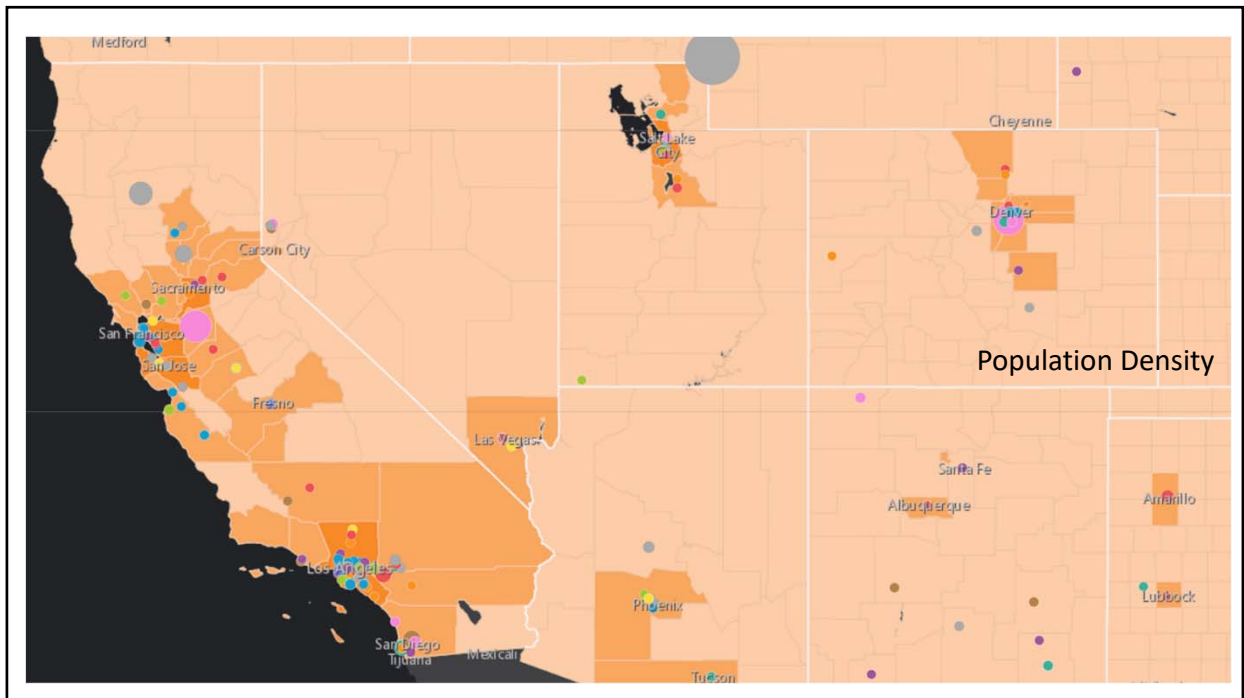 Medford
Cheyenne
Salt Lake
City
Denver
Carson City
Sacramento
San Francisco
San Jose
Population Density
Fresno
Las Vegas
Santa Fe
Albuquerque
Amarillo
Los Angeles
Phoenix
Lubbock
San Diego
Tijuana
Mexicali
Tucson